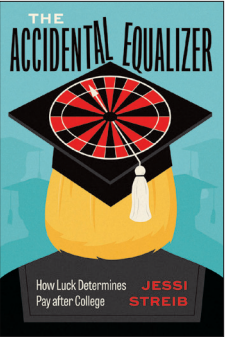 THE
ACCIDENTAL EQUALIZER
How Luck Determines
Pay after College
JESSI
STREIB